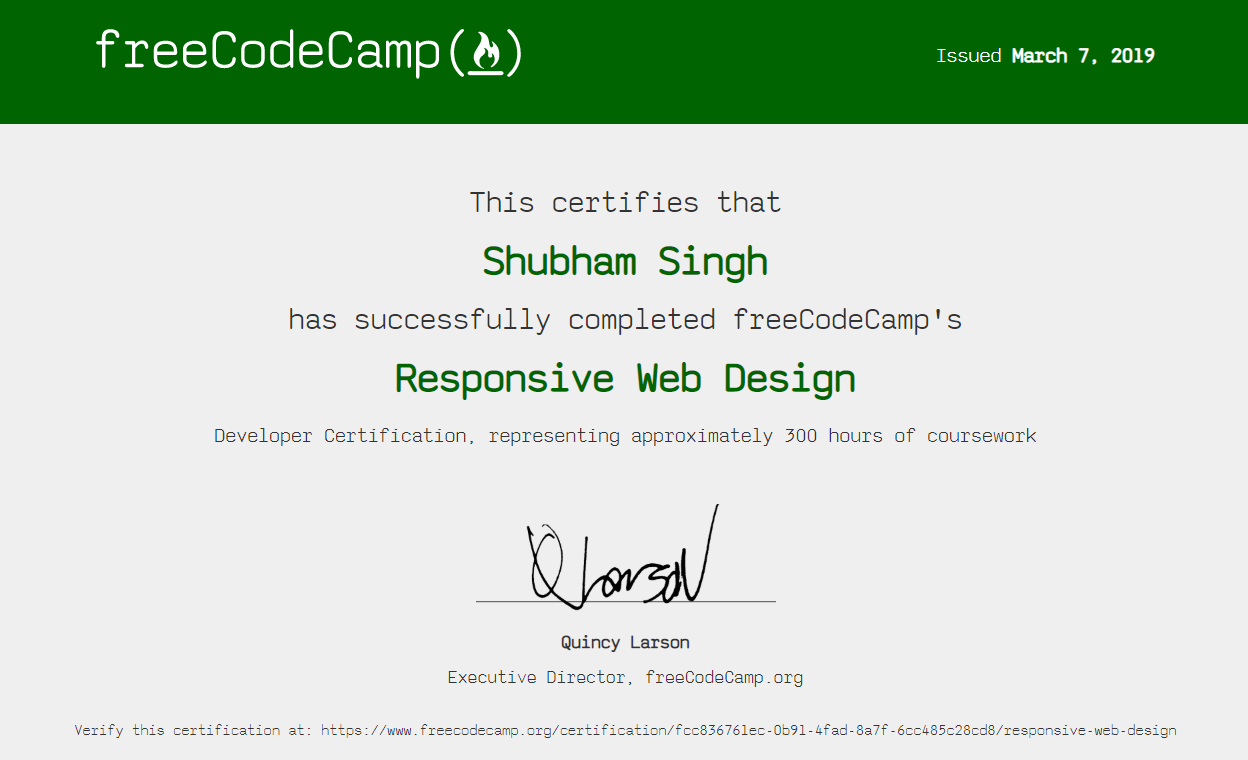 freeCodeCamp(🔥)
Issued March 7, 2019
This certifies that
Shubham Singh
has successfully completed freeCodeCamp's
Responsive Web Design
Developer Certification, representing approximately 300 hours of coursework
Q Larson
Quincy Larson
Executive Director, freeCodeCamp.org
Verify this certification at: https://www.freecodecamp.org/certification/fcc836761ec-0b91-4fad-8a7f-6cc485c28cd8/responsive-web-design